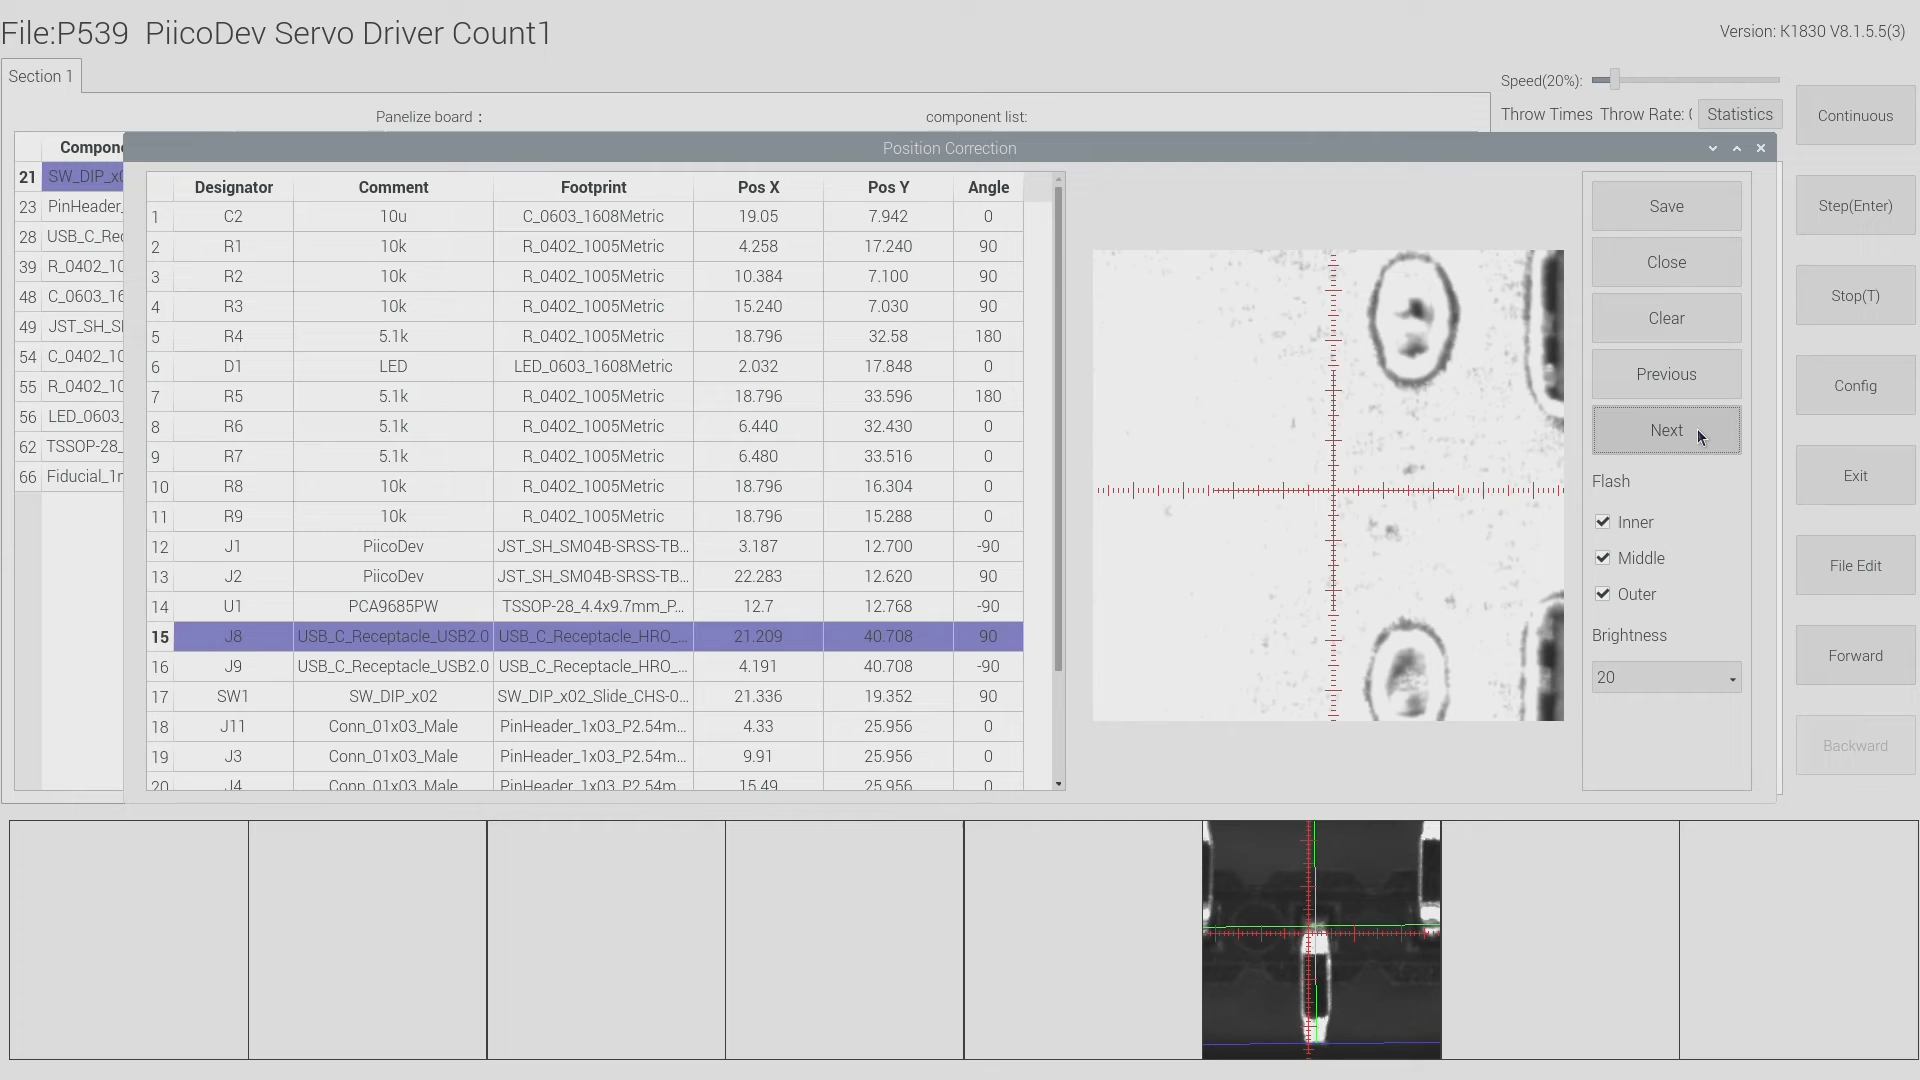 File:P539  PiicoDev Servo Driver Count1
Version: K1830 V8.1.5.5(3)
Section 1
Speed(20%):
Panelize board :
component list:
Throw Times  Throw Rate: (
Statistics
Continuous
Step(Enter)
Stop(T)
Config
Exit
File Edit
Forward
Backward
Compone
21 SW_DIP_x0
23 PinHeader_
28 USB_C_Rec
39 R_0402_10
48 C_0603_16
49 JST_SH_S
54 C_0402_10
55 R_0402_10
56 LED_0603_
62 TSSOP-28_
66 Fiducial_1r
Position Correction
Designator Comment Footprint Pos X Pos Y Angle
1 C2 10u C_0603_1608Metric 19.05 7.942 0
2 R1 10k R_0402_1005Metric 4.258 17.240 90
3 R2 10k R_0402_1005Metric 10.384 7.100 90
4 R3 10k R_0402_1005Metric 15.240 7.030 90
5 R4 5.1k R_0402_1005Metric 18.796 32.58 180
6 D1 LED LED_0603_1608Metric 2.032 17.848 0
7 R5 5.1k R_0402_1005Metric 18.796 33.596 180
8 R6 5.1k R_0402_1005Metric 6.440 32.430 0
9 R7 5.1k R_0402_1005Metric 6.480 33.516 0
10 R8 10k R_0402_1005Metric 18.796 16.304 0
11 R9 10k R_0402_1005Metric 18.796 15.288 0
12 J1 PiicoDev JST_SH_SM04B-SRSS-TB... 3.187 12.700 -90
13 J2 PiicoDev JST_SH_SM04B-SRSS-TB... 22.283 12.620 90
14 U1 PCA9685PW TSSOP-28_4.4x9.7mm_P... 12.7 12.768 -90
15 J8 USB_C_Receptacle_USB2.0 USB_C_Receptacle_HRO_... 21.209 40.708 90
16 J9 USB_C_Receptacle_USB2.0 USB_C_Receptacle_HRO_... 4.191 40.708 -90
17 SW1 SW_DIP_x02 SW_DIP_x02_Slide_CHS-0... 21.336 19.352 90
18 J11 Conn_01x03_Male PinHeader_1x03_P2.54m... 4.33 25.956 0
19 J3 Conn_01x03_Male PinHeader_1x03_P2.54m... 9.91 25.956 0
20 J4 Conn_01x03_Male PinHeader_1x03_P2.54m 15.49 25.956 0
Save
Close
Clear
Previous
Next
Flash
Inner
Middle
Outer
Brightness
20